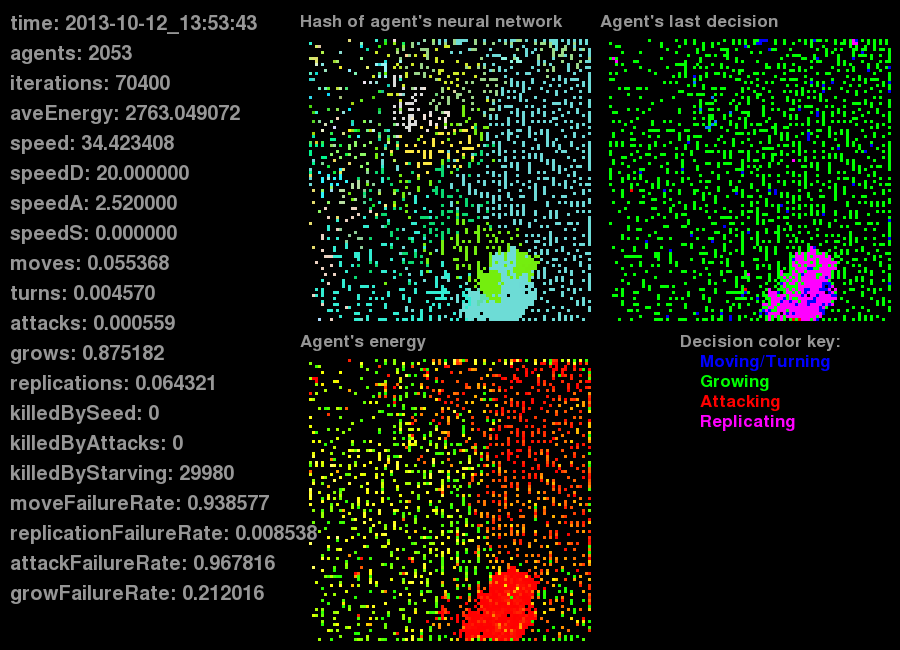 time: 2013-10-12_13:53:43
agents: 2053
iterations: 70400
aveEnergy: 2763.049072
speed: 34.423408
speedD: 20.000000
speedA: 2.520000
speedS: 0.000000
moves: 0.055368
turns: 0.004570
attacks: 0.000559
grows: 0.875182
replications: 0.064321
killedBySeed: 0
killedByAttacks: 0
killedByStarving: 29980
moveFailureRate: 0.938577
replicationFailureRate: 0.008538
attackFailureRate: 0.967816
growFailureRate: 0.212016
Hash of agent's neural network
Agent's last decision
Agent's energy
Decision color key:
Moving/Turning
Growing
Attacking
Replicating